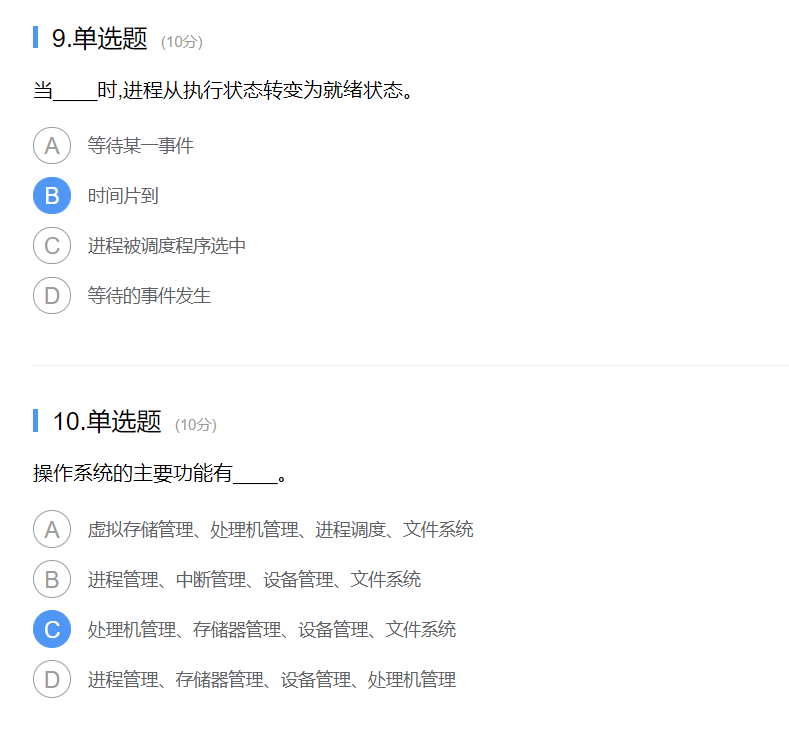 9.单选题 (10分)
当____时,进程从执行状态转变为就绪状态。
A 等待某一事件
B 时间片到
C 进程被调度程序选中
D 等待的事件发生
10.单选题 (10分)
操作系统的主要功能有____。
A 虚拟存储管理、处理机管理、进程调度、文件系统
B 进程管理、中断管理、设备管理、文件系统
C 处理机管理、存储器管理、设备管理、文件系统
D 进程管理、存储器管理、设备管理、处理机管理